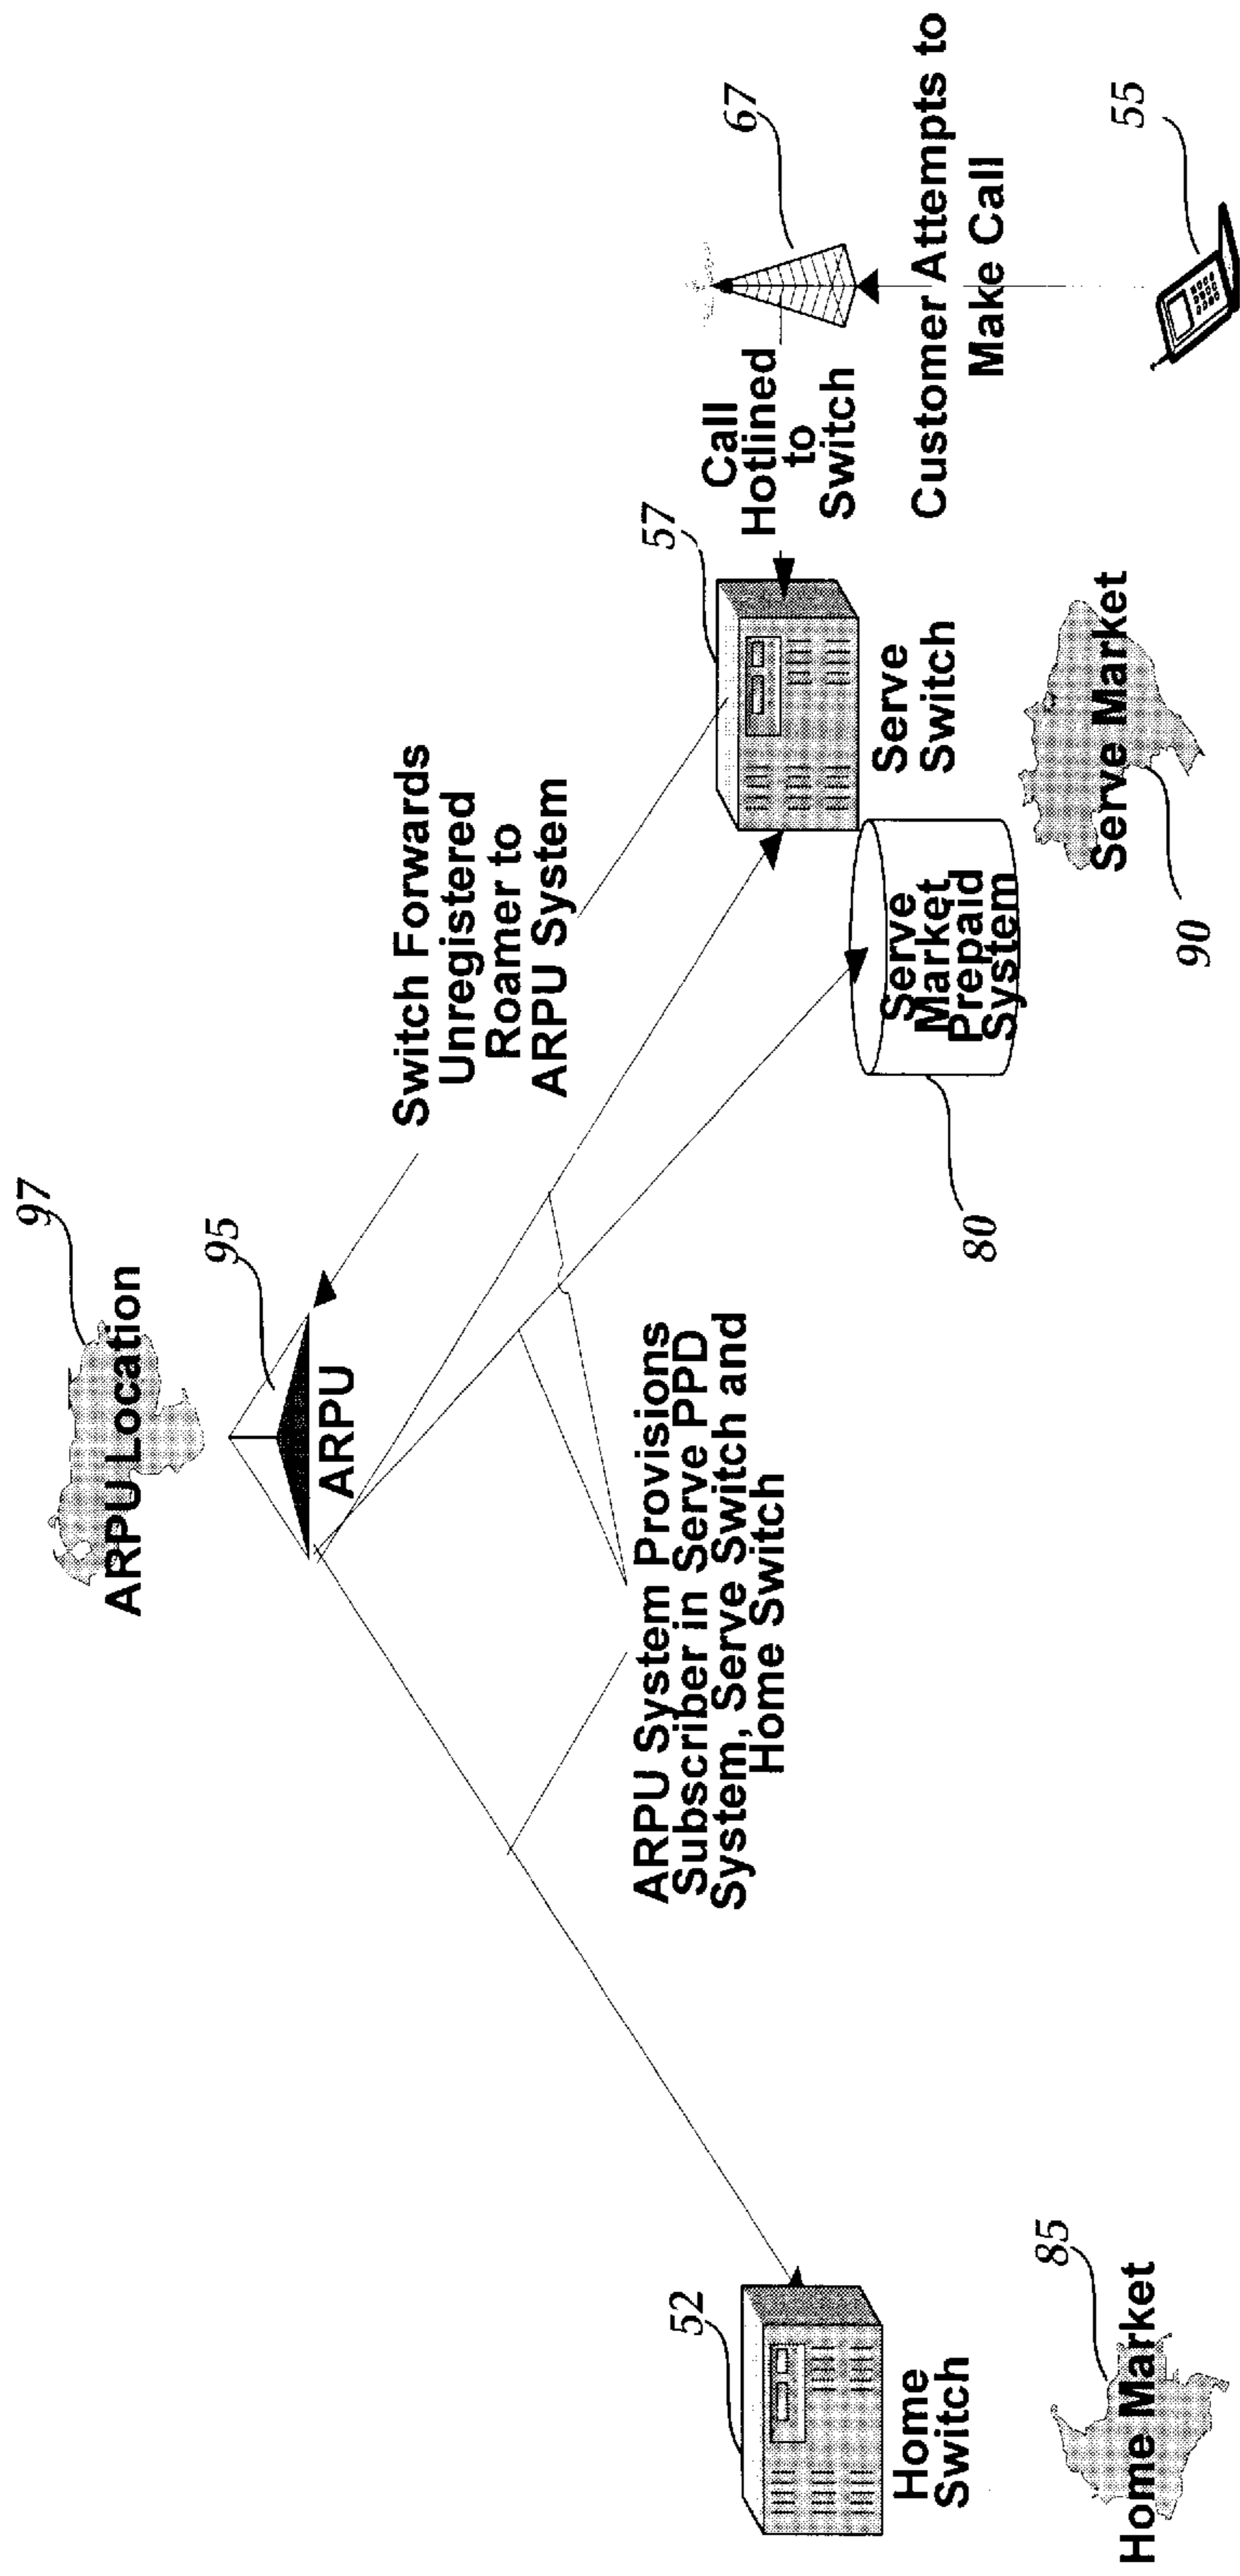 97
ARPU Location
95
ARPU
Switch Forwards
Unregistered
Roamer to
ARPU System
67
57
Call
Hotlined
to
Switch
Customer Attempts to
Make Call
55
Serve
Switch
Serve
Market
Prepaid
System
80
Serve Market
90
ARPU System Provisions
Subscriber in Serve PPD
System, Serve Switch and
Home Switch
52
Home
Switch
85
Home Market